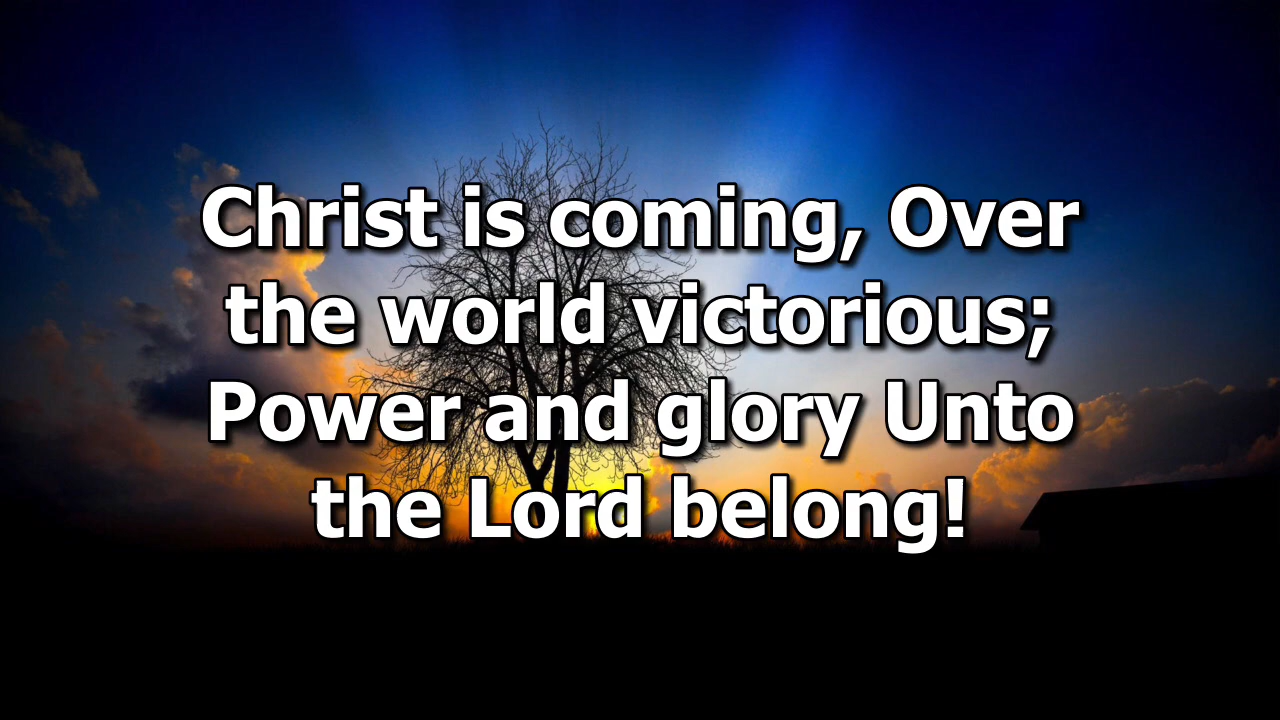 Christ is coming, Over
the world victorious;
Power and glory Unto
the Lord belong!